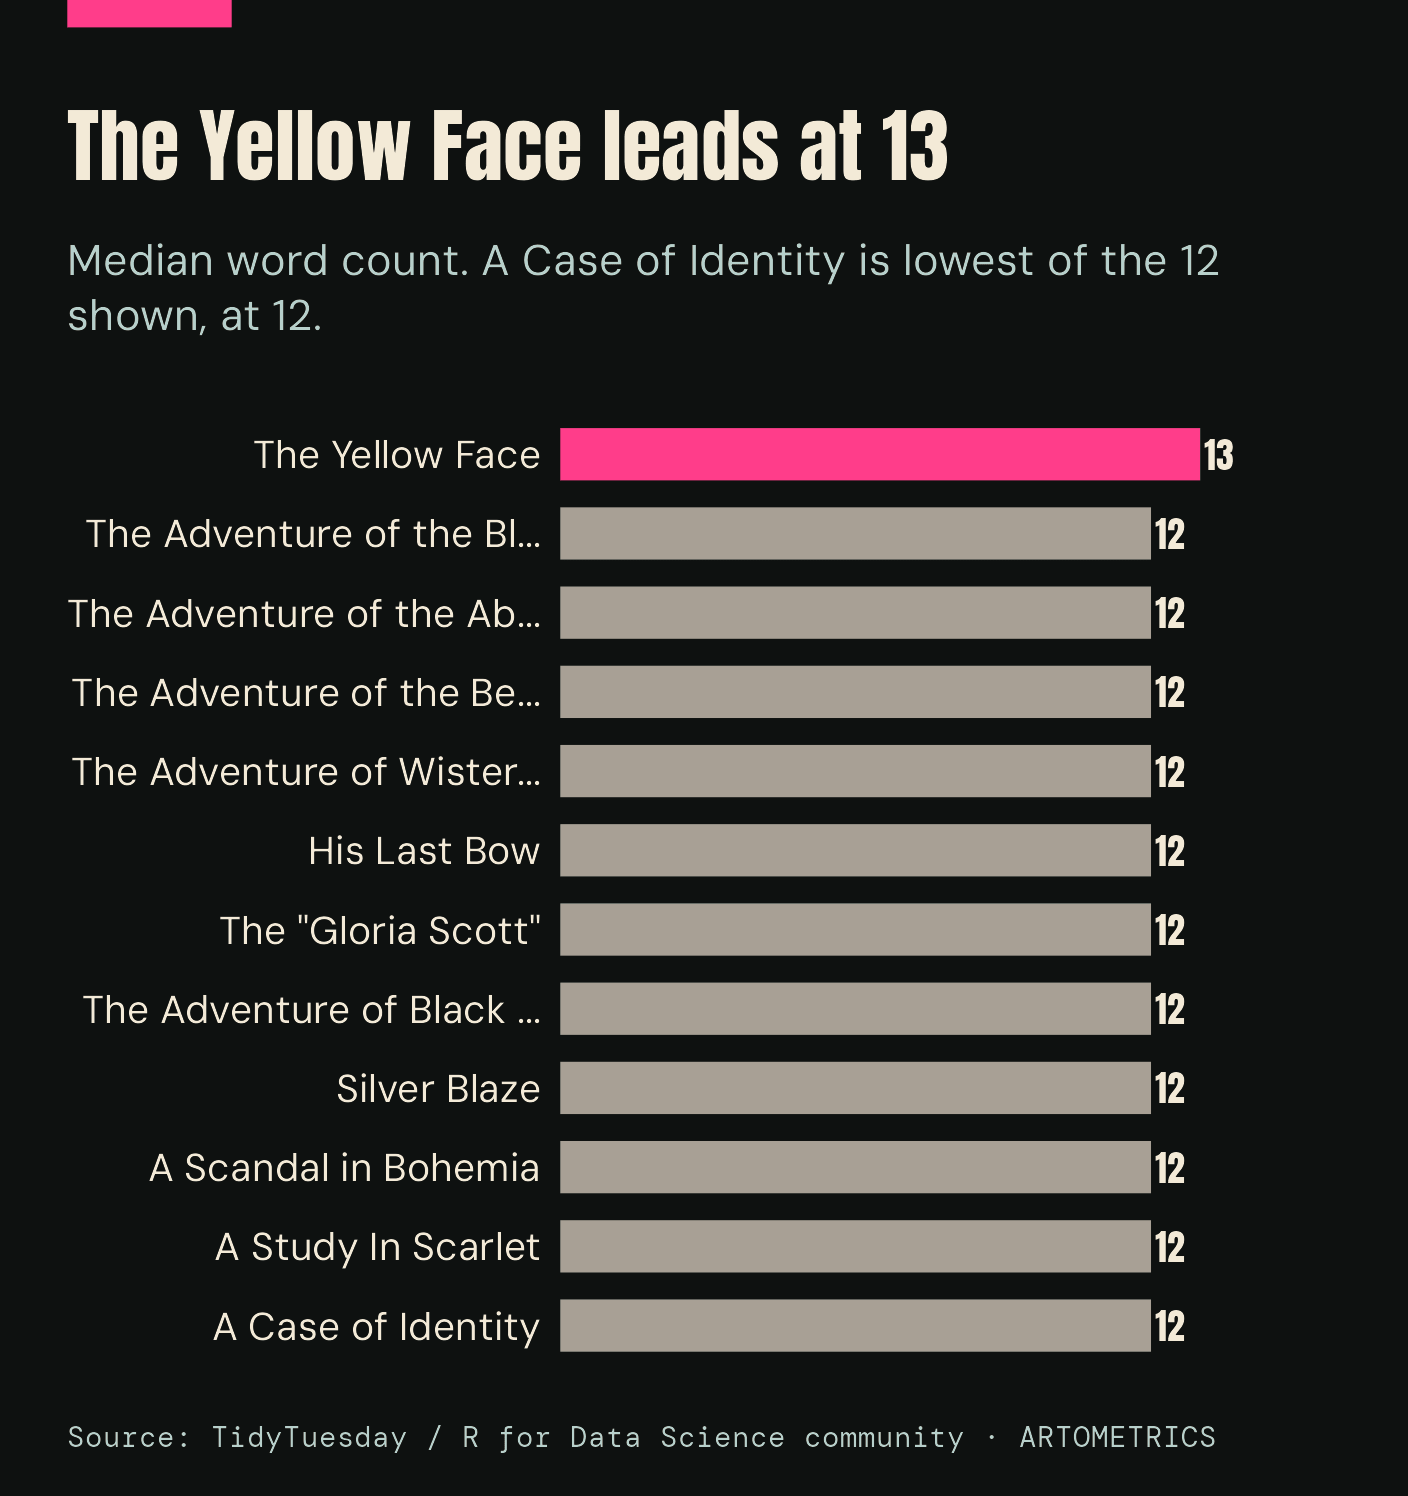 The Yellow Face leads at 13
Median word count. A Case of Identity is lowest of the 12
shown, at 12.
The Yellow Face 13
The Adventure of the Bl... 12
The Adventure of the Ab... 12
The Adventure of the Be... 12
The Adventure of Wister... 12
His Last Bow 12
The "Gloria Scott" 12
The Adventure of Black ... 12
Silver Blaze 12
A Scandal in Bohemia 12
A Study In Scarlet 12
A Case of Identity 12
Source: TidyTuesday / R for Data Science community · ARTOMETRICS